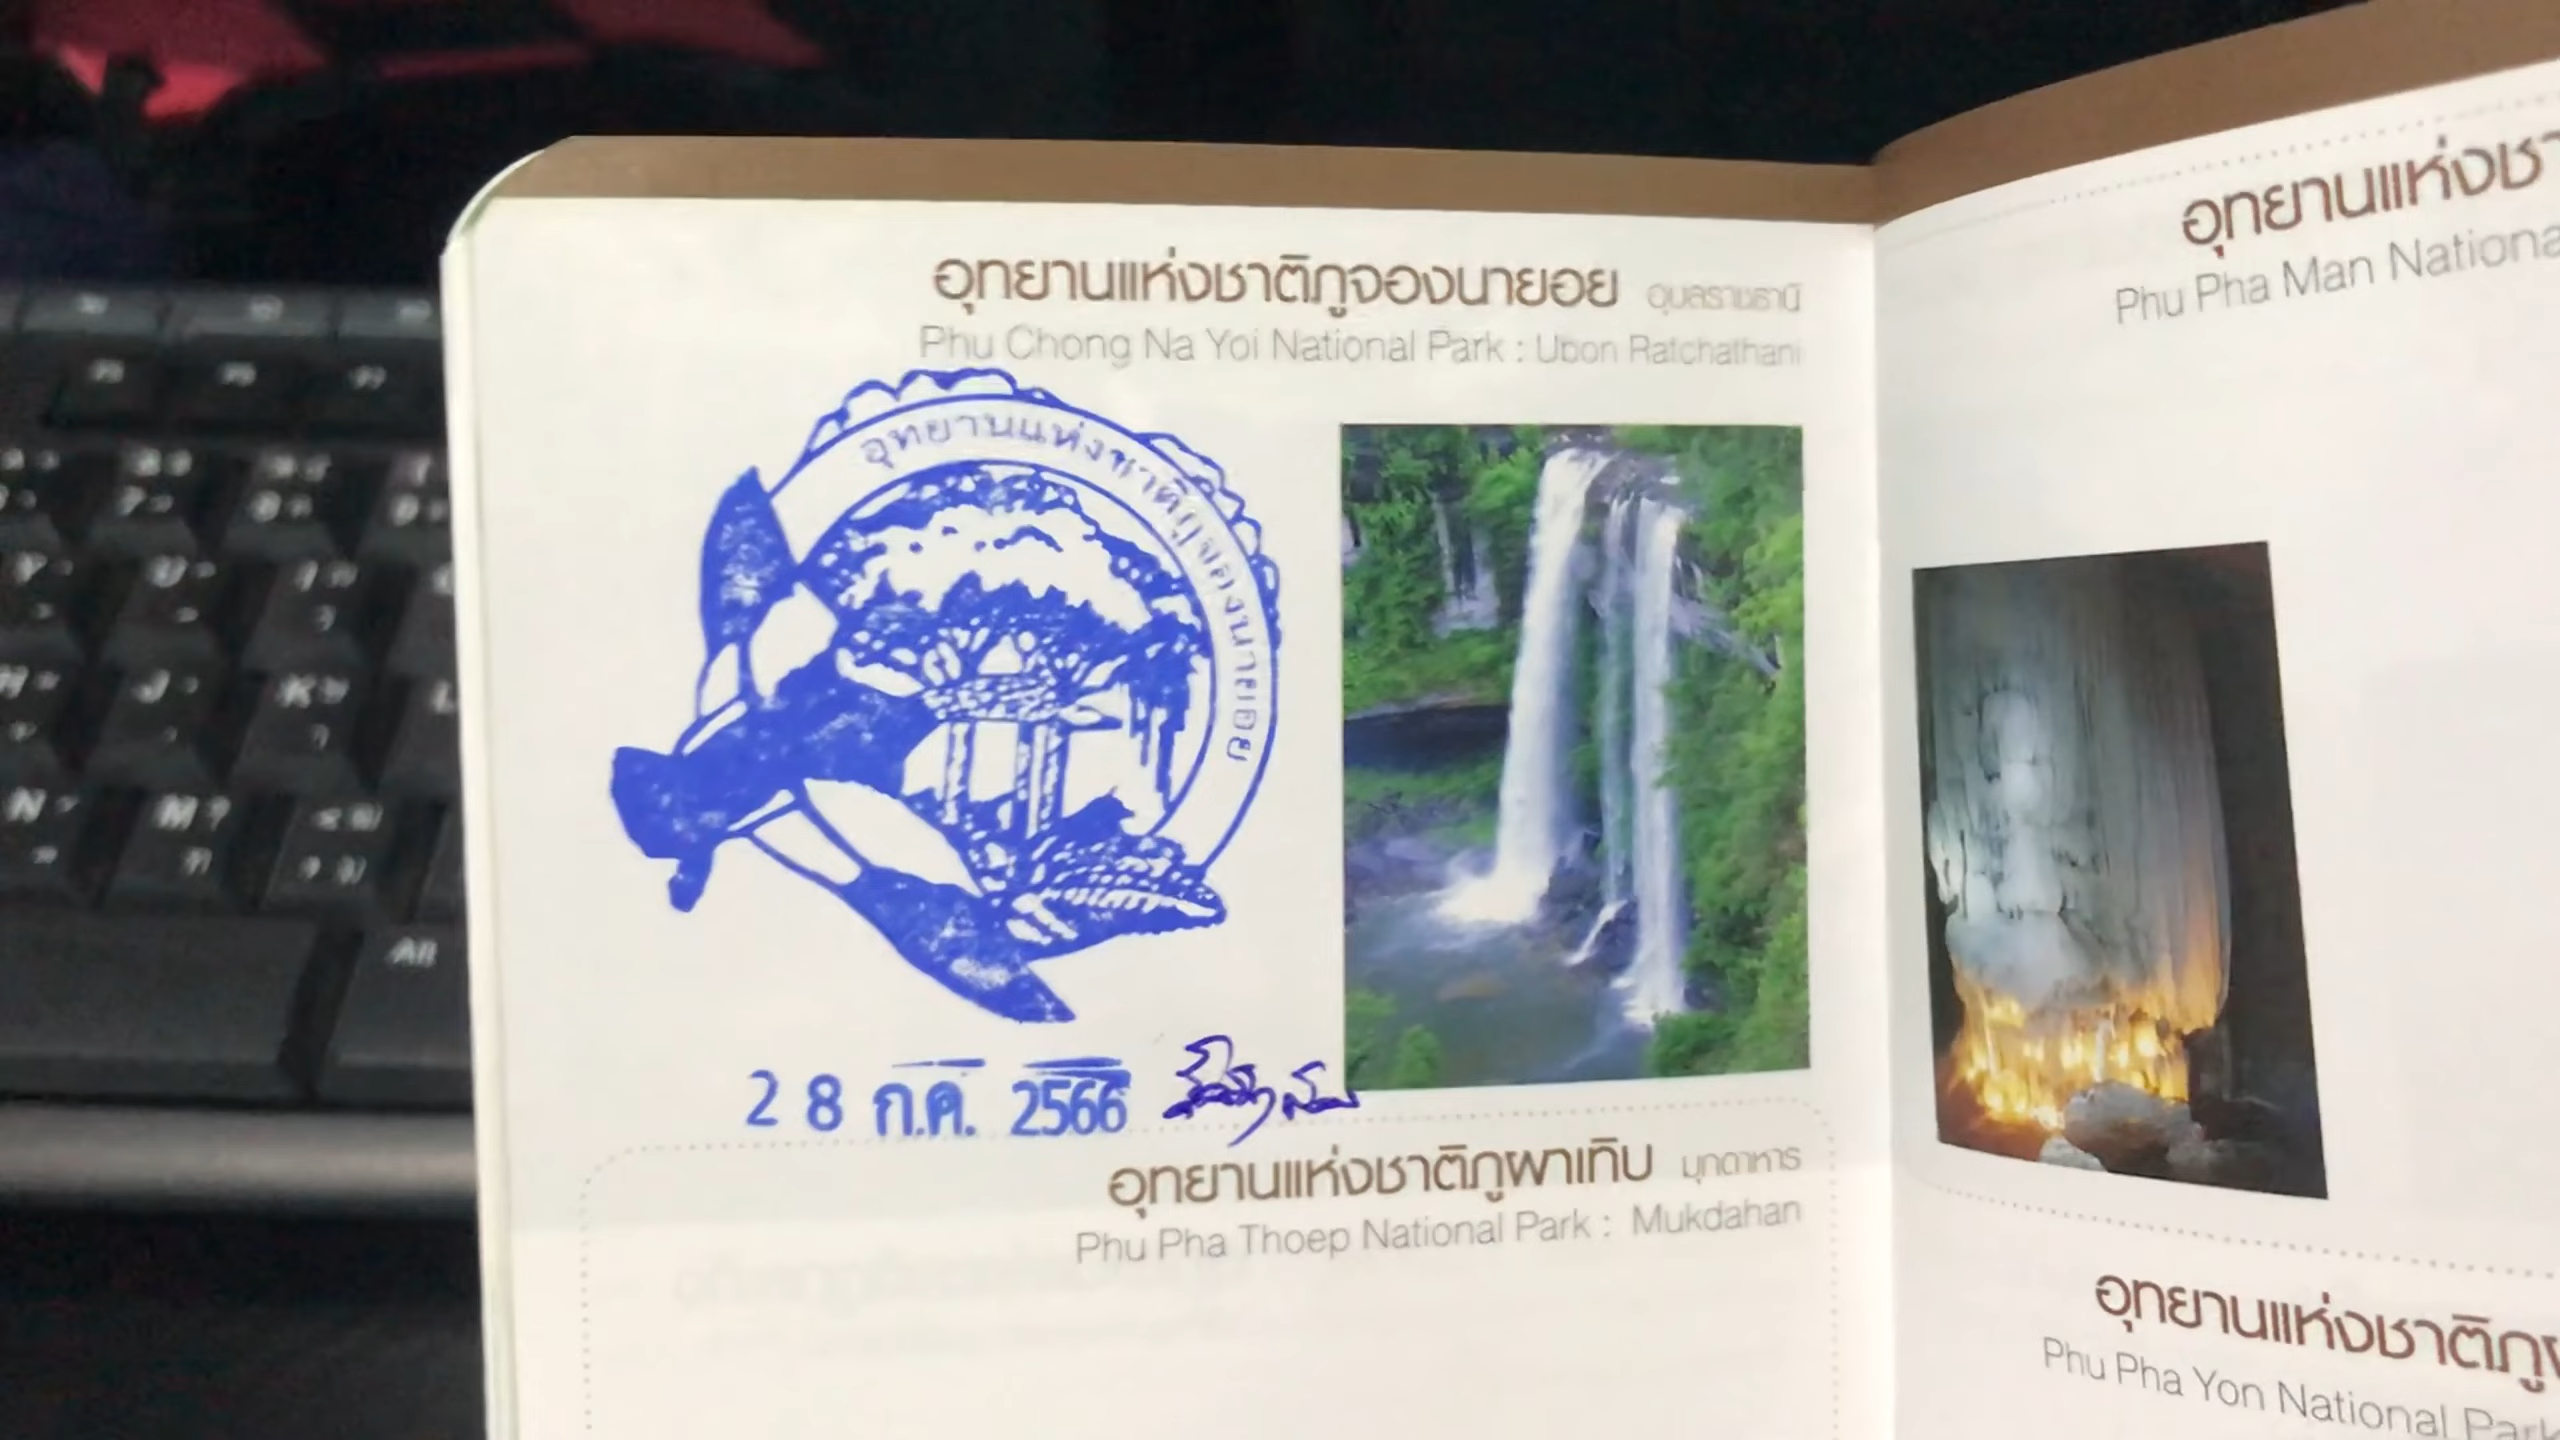 อุทยานแห่งชาติภูจองนายอย อุบลราชธานี
Phu Chong Na Yoi National Park : Ubon Ratchathani
อุทยานแห่งชาติภูจองนายอย
28 ก.ค. 2566
อุทยานแห่งชาติภูผาเทิบ มุกดาหาร
Phu Pha Thoep National Park : Mukdahan
อุทยานแห่งชา
Phu Pha Man Nationa
อุทยานแห่งชาติภู
Phu Pha Yon National Park
J
K
N
M ?
Alt